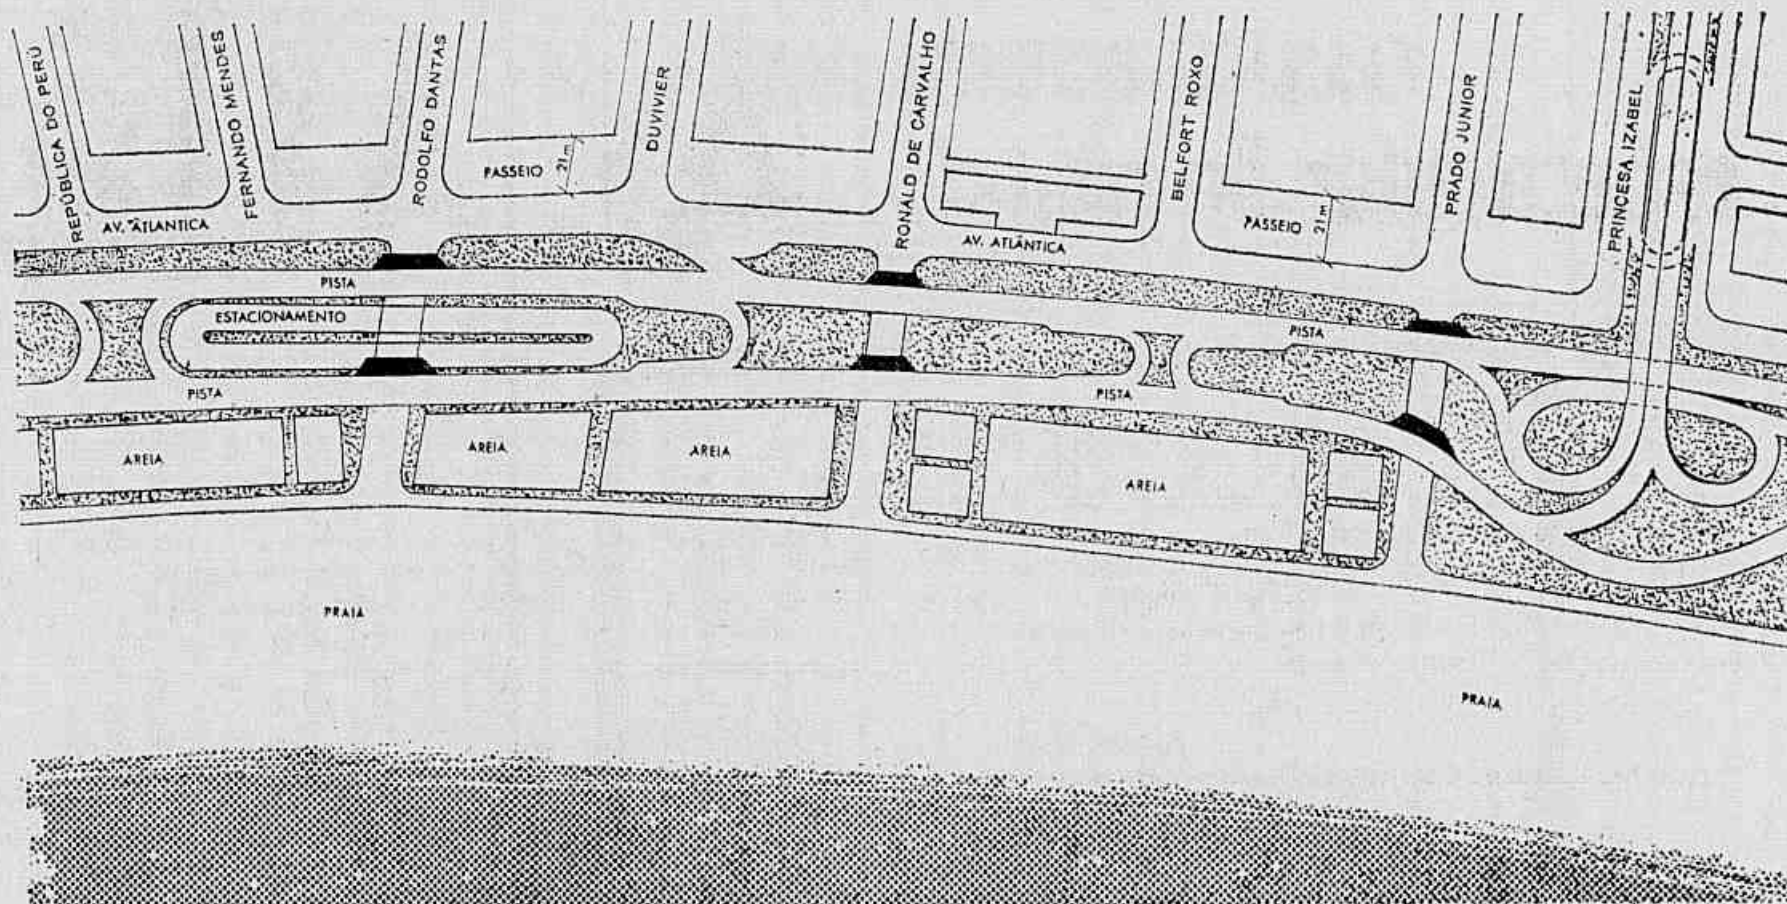 REPÚBLICA DO PERÚ
FERNANDO MENDES
RODOLFO DANTAS
DUVIVIER
RONALD DE CARVALHO
BELFORT ROXO
PRADO JUNIOR
PRINCESA IZABEL
PASSEIO 21 m
PASSEIO 21 m
AV. ATLANTICA
AV. ATLÂNTICA
PISTA
ESTACIONAMENTO
PISTA
PISTA
PISTA
AREIA
AREIA
AREIA
AREIA
PRAIA
PRAIA